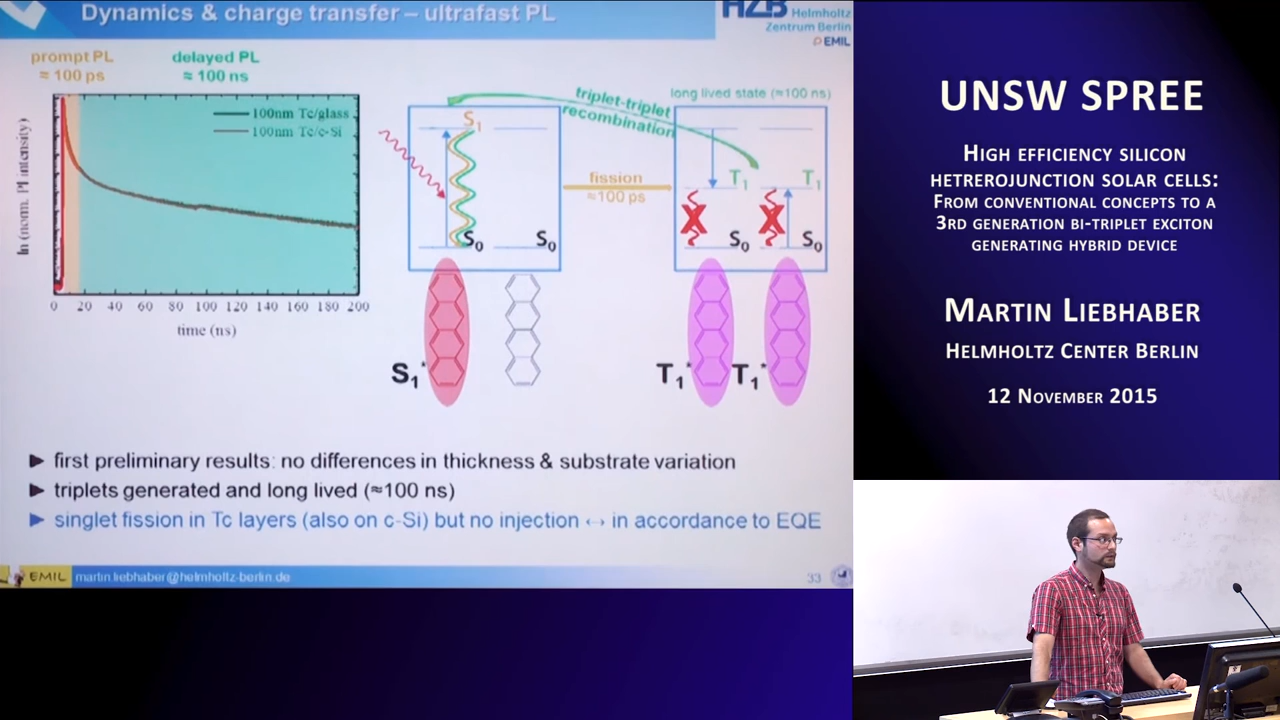 Dynamics & charge transfer – ultrafast PL
HZB Helmholtz
Zentrum Berlin
EMIL
prompt PL
≈ 100 ps
delayed PL
≈ 100 ns
100nm Tc/glass
100nm Tc/c-Si
ln (norm. PL intensity)
0 20 40 60 80 100 120 140 160 180 200
time (ns)
triplet-triplet
recombination
long lived state (≈100 ns)
S1
S0
S0
fission
≈100 ps
T1
T1
S0
S0
S1*
T1*
T1*
first preliminary results: no differences in thickness & substrate variation
triplets generated and long lived (≈100 ns)
singlet fission in Tc layers (also on c-Si) but no injection ↔ in accordance to EQE
EMIL
martin.liebhaber@helmholtz-berlin.de
33
UNSW SPREE
High efficiency silicon
hetrerojunction solar cells:
From conventional concepts to a
3rd generation bi-triplet exciton
generating hybrid device
Martin Liebhaber
Helmholtz Center Berlin
12 November 2015